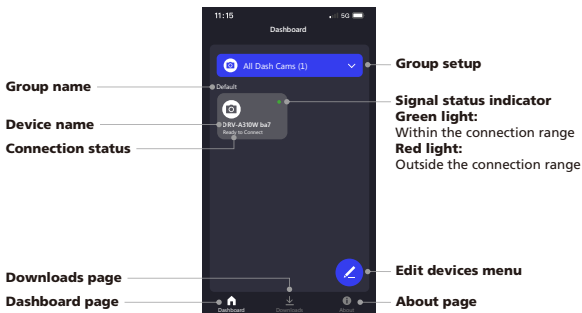 11:15
5G
Dashboard
All Dash Cams (1)
Group setup
Group name
Default
Signal status indicator
Green light:
Within the connection range
Red light:
Outside the connection range
Device name
DRV-A310W ba7
Connection status
Ready to Connect
Edit devices menu
Downloads page
Dashboard page
Dashboard
Downloads
About
About page